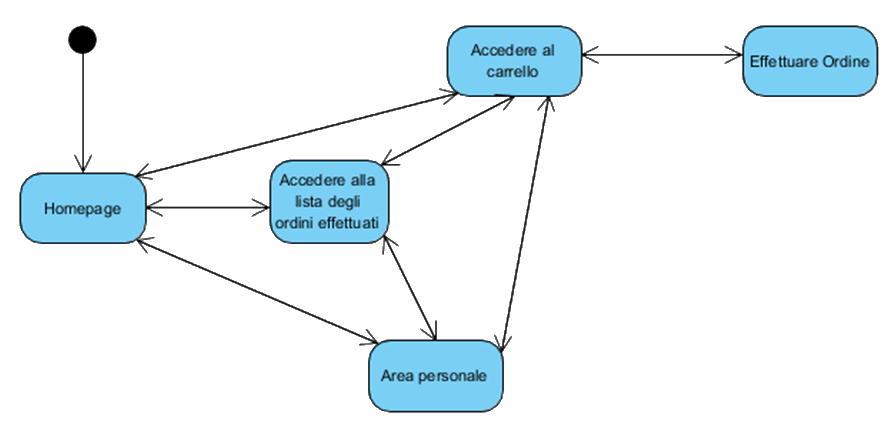 Accedere al
carrello
Effettuare Ordine
Homepage
Accedere alla
lista degli
ordini effettuati
Area personale